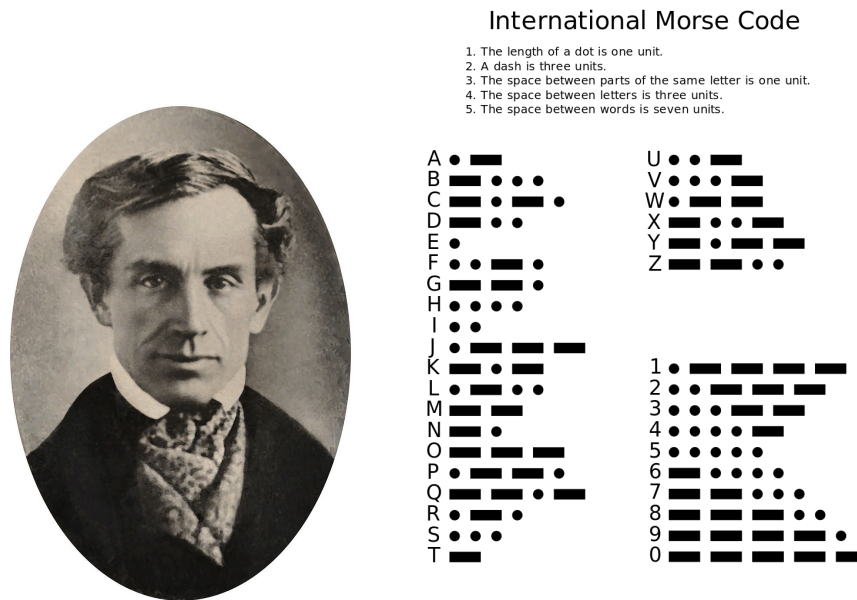 International Morse Code
1. The length of a dot is one unit.
2. A dash is three units.
3. The space between parts of the same letter is one unit.
4. The space between letters is three units.
5. The space between words is seven units.
A
B
C
D
E
F
G
H
I
J
K
L
M
N
O
P
Q
R
S
T
U
V
W
X
Y
Z
1
2
3
4
5
6
7
8
9
0